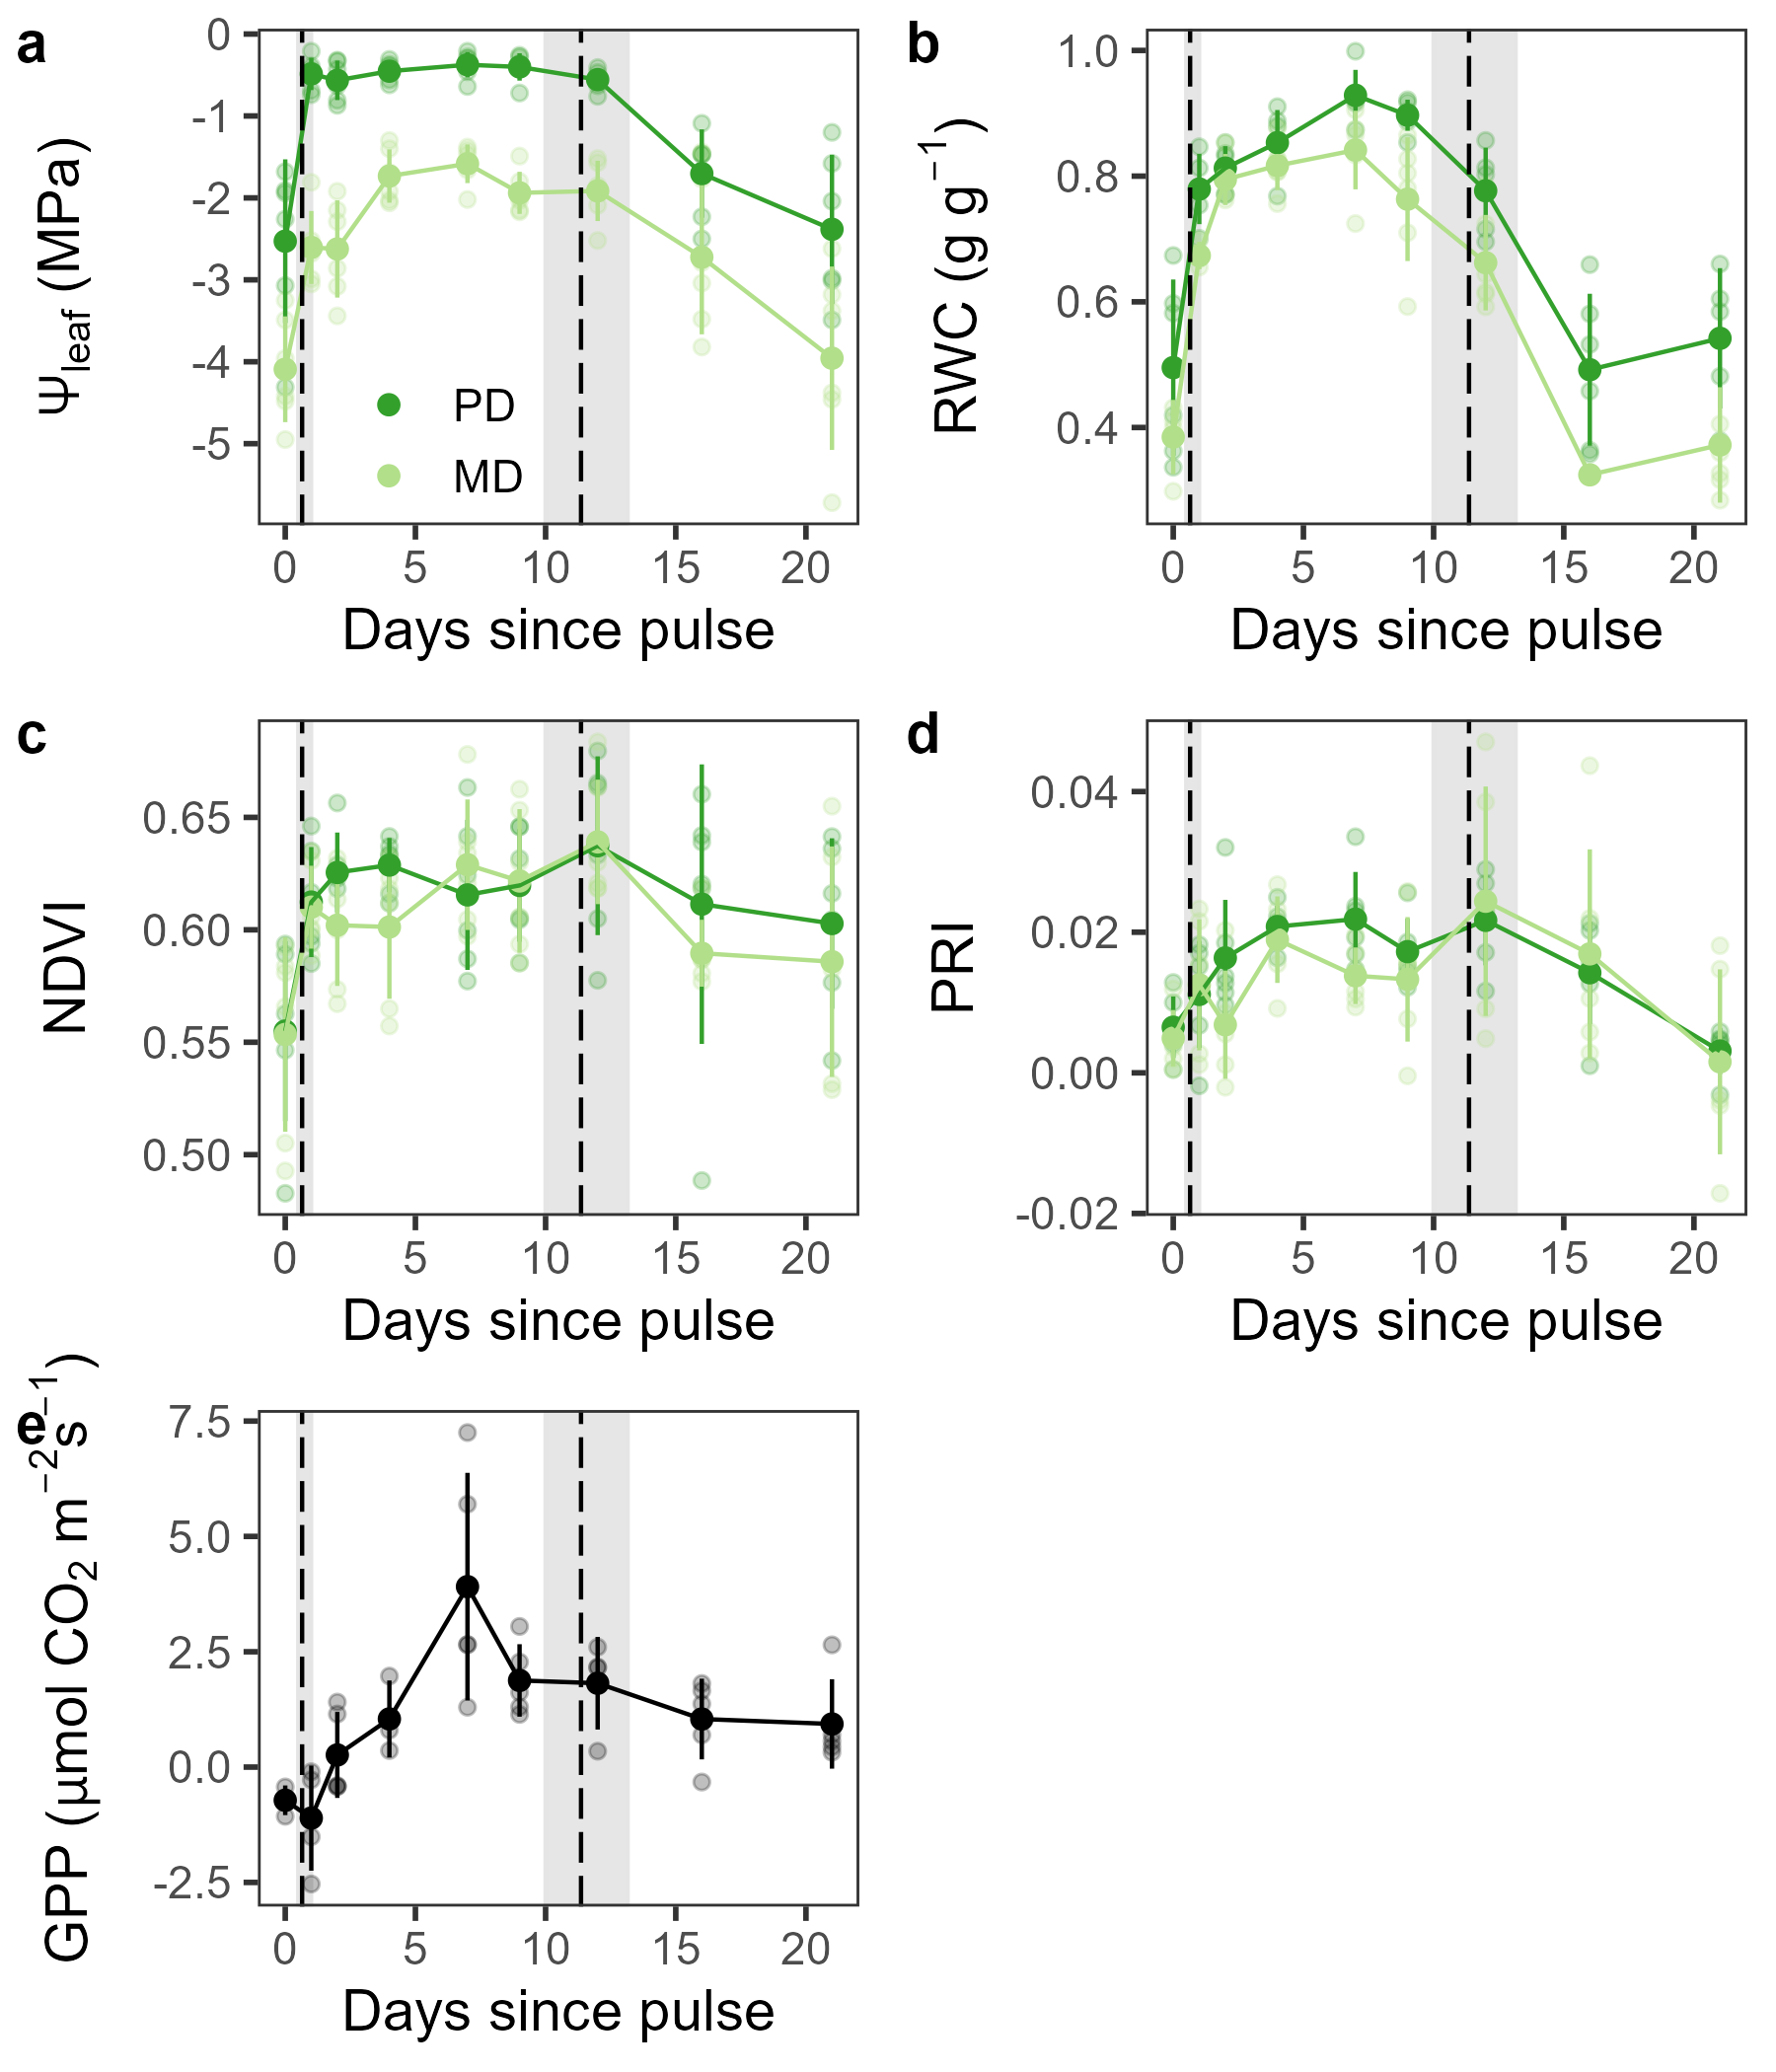 a
0
-1
-2
-3
-4
-5
Ψleaf (MPa)
PD
MD
0 5 10 15 20
Days since pulse
b
1.0
0.8
0.6
0.4
RWC (g g⁻¹)
0 5 10 15 20
Days since pulse
c
0.65
0.60
0.55
0.50
NDVI
0 5 10 15 20
Days since pulse
d
0.04
0.02
0.00
-0.02
PRI
0 5 10 15 20
Days since pulse
e
7.5
5.0
2.5
0.0
-2.5
GPP (µmol CO₂ m⁻²s⁻¹)
0 5 10 15 20
Days since pulse